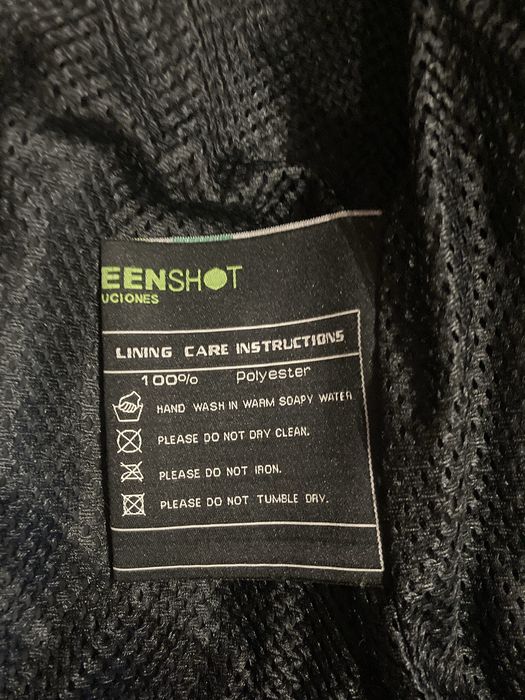 EENSHOT
UCIONES
LINING CARE INSTRUCTIONS
100% Polyester
HAND WASH IN WARM SOAPY WATER
PLEASE DO NOT DRY CLEAN.
PLEASE DO NOT IRON.
PLEASE DO NOT TUMBLE DRY.